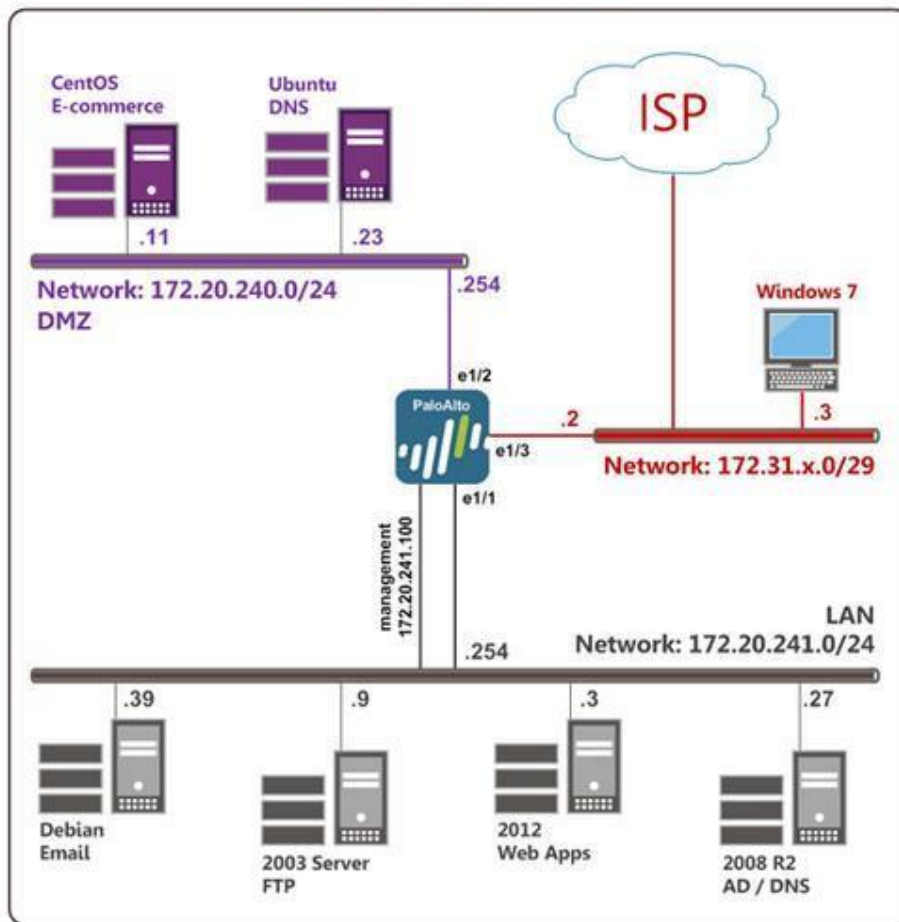 CentOS
E-commerce
Ubuntu
DNS
ISP
.11
.23
Network: 172.20.240.0/24
DMZ
.254
Windows 7
e1/2
PaloAlto
.2
.3
e1/3
Network: 172.31.x.0/29
e1/1
management
172.20.241.100
LAN
Network: 172.20.241.0/24
.254
.39
.9
.3
.27
Debian
Email
2003 Server
FTP
2012
Web Apps
2008 R2
AD / DNS